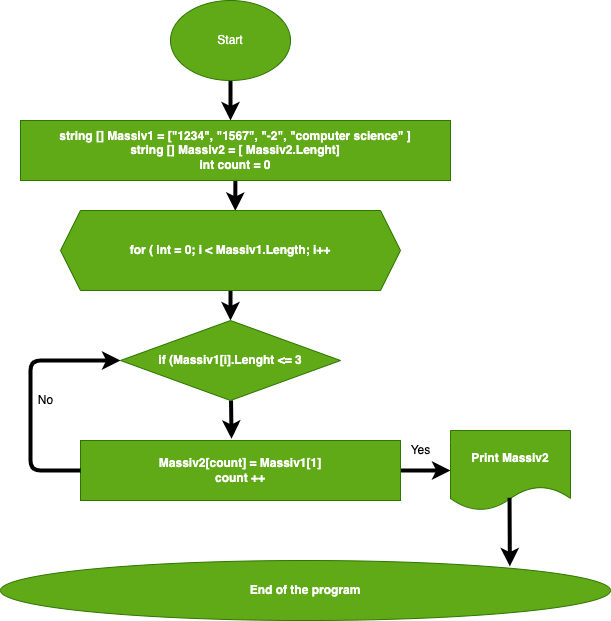 Start
string [] Massiv1 = ["1234", "1567", "-2", "computer science" ]
string [] Massiv2 = [ Massiv2.Lenght]
int count = 0
for ( int = 0; i < Massiv1.Length; i++
if (Massiv1[i].Lenght <= 3
No
Massiv2[count] = Massiv1[1]
count ++
Yes
Print Massiv2
End of the program